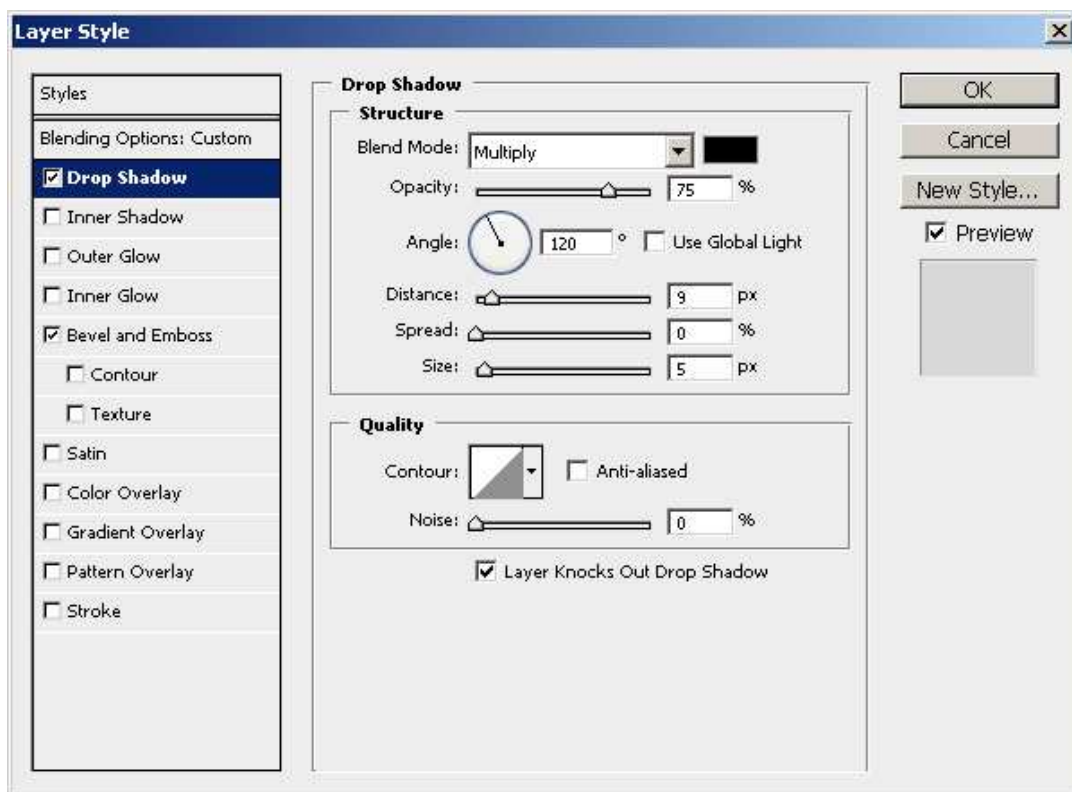 Layer Style
Styles
Blending Options: Custom
Drop Shadow
Inner Shadow
Outer Glow
Inner Glow
Bevel and Emboss
Contour
Texture
Satin
Color Overlay
Gradient Overlay
Pattern Overlay
Stroke
Drop Shadow
Structure
Blend Mode: Multiply
Opacity: 75 %
Angle: 120 ° Use Global Light
Distance: 9 px
Spread: 0 %
Size: 5 px
Quality
Contour: Anti-aliased
Noise: 0 %
Layer Knocks Out Drop Shadow
OK
Cancel
New Style...
Preview